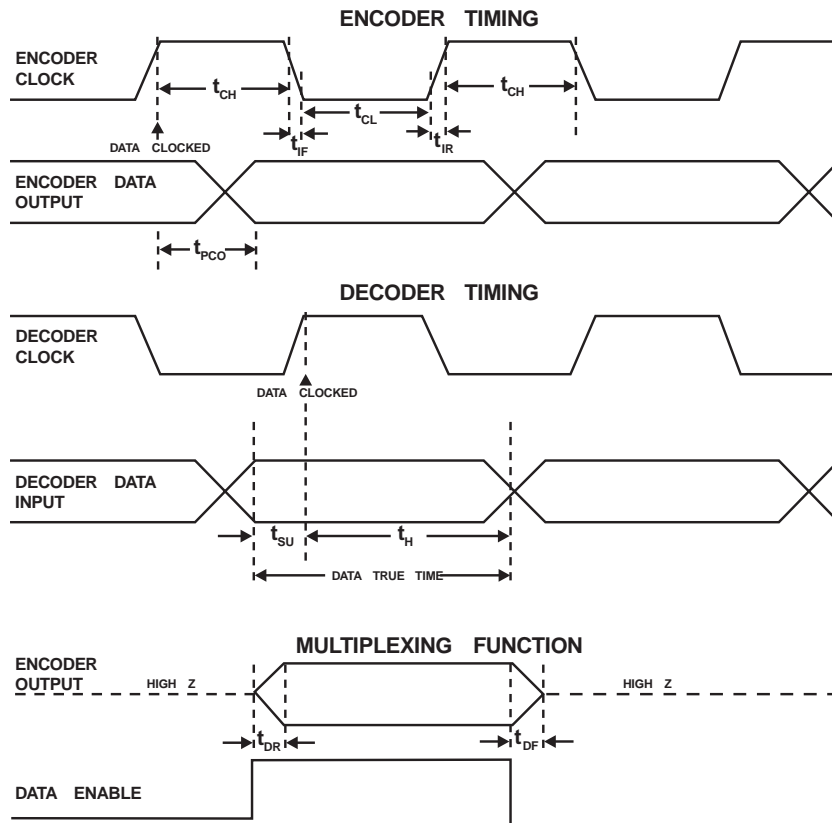 ENCODER TIMING
ENCODER
CLOCK
tCH
tCH
tCL
DATA CLOCKED
tIF
tIR
ENCODER DATA
OUTPUT
tPCO
DECODER TIMING
DECODER
CLOCK
DATA CLOCKED
DECODER DATA
INPUT
tSU
tH
DATA TRUE TIME
MULTIPLEXING FUNCTION
ENCODER
OUTPUT
HIGH Z
HIGH Z
tDR
tDF
DATA ENABLE